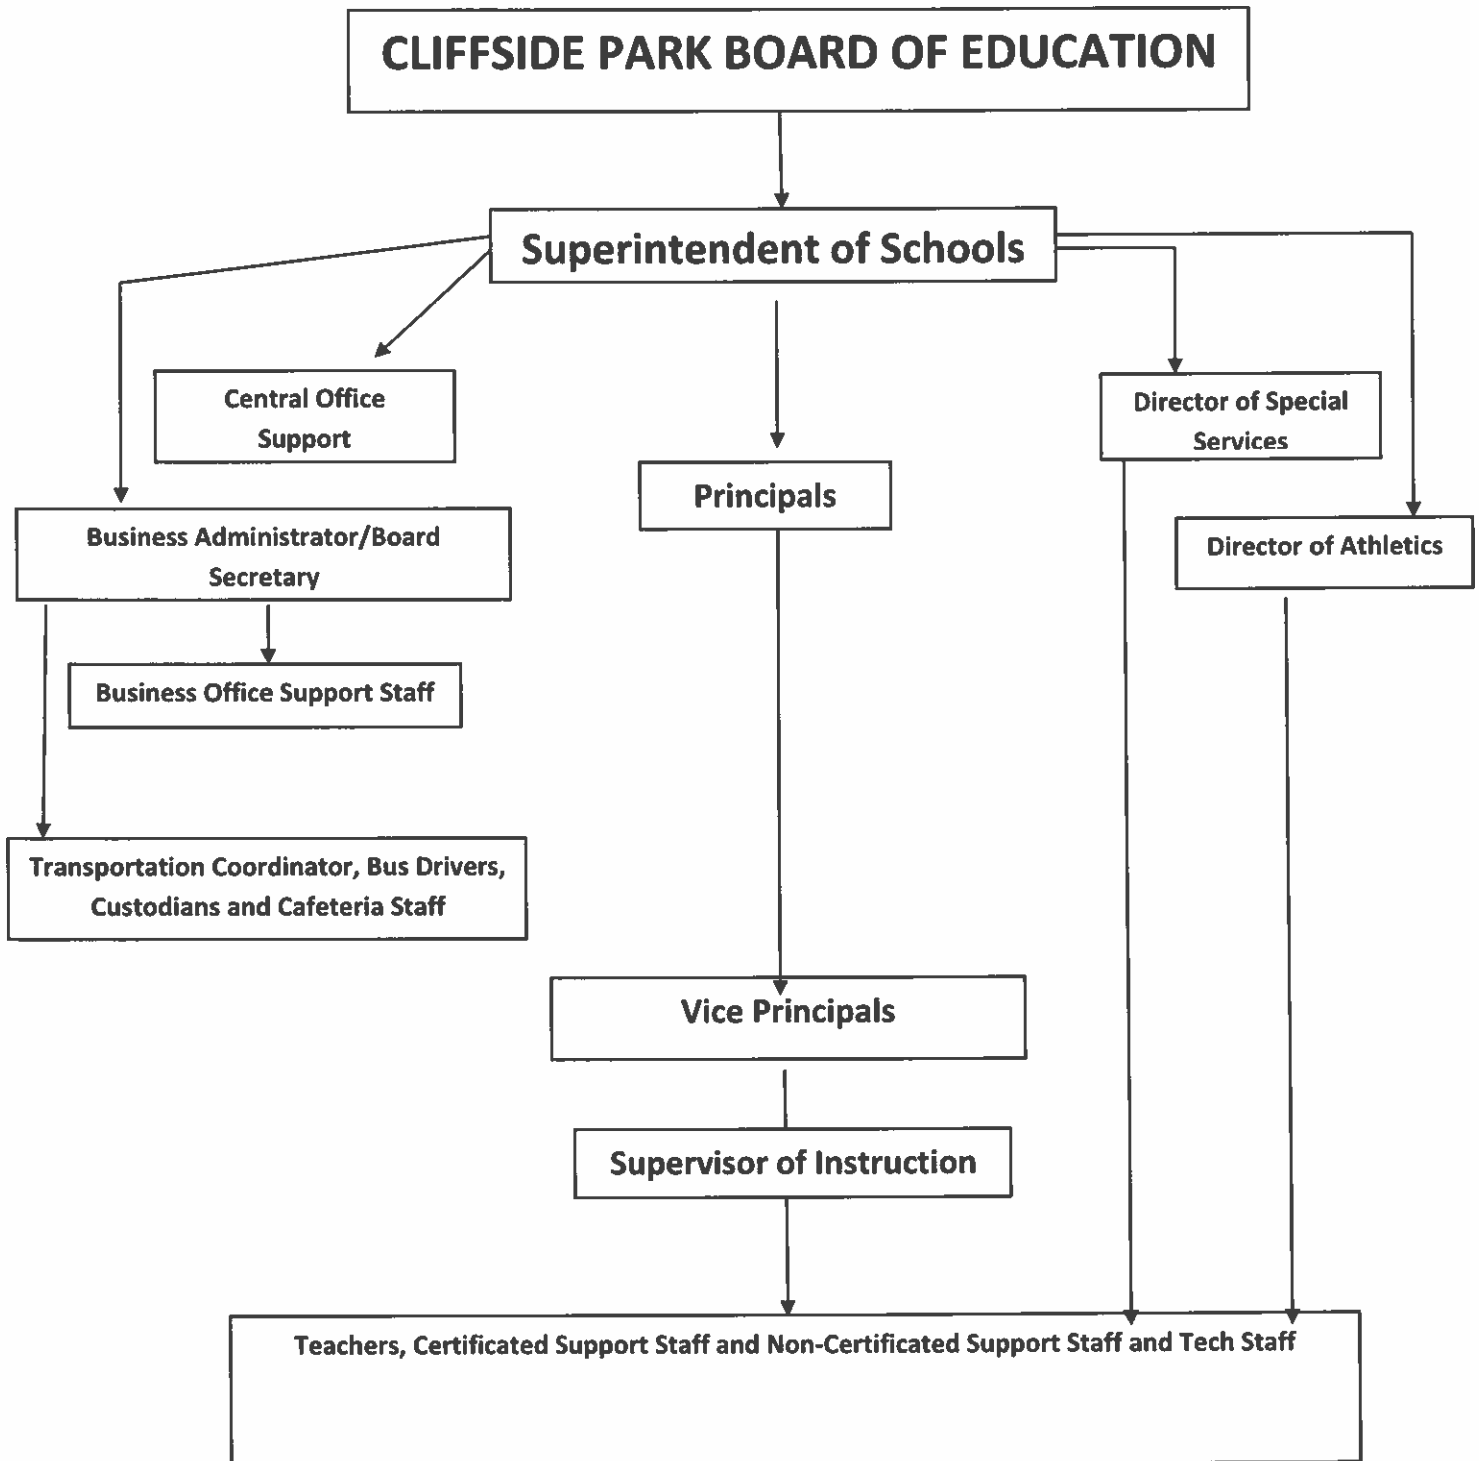 CLIFFSIDE PARK BOARD OF EDUCATION
Superintendent of Schools
Central Office
Support
Director of Special
Services
Principals
Business Administrator/Board
Secretary
Director of Athletics
Business Office Support Staff
Transportation Coordinator, Bus Drivers,
Custodians and Cafeteria Staff
Vice Principals
Supervisor of Instruction
Teachers, Certificated Support Staff and Non-Certificated Support Staff and Tech Staff